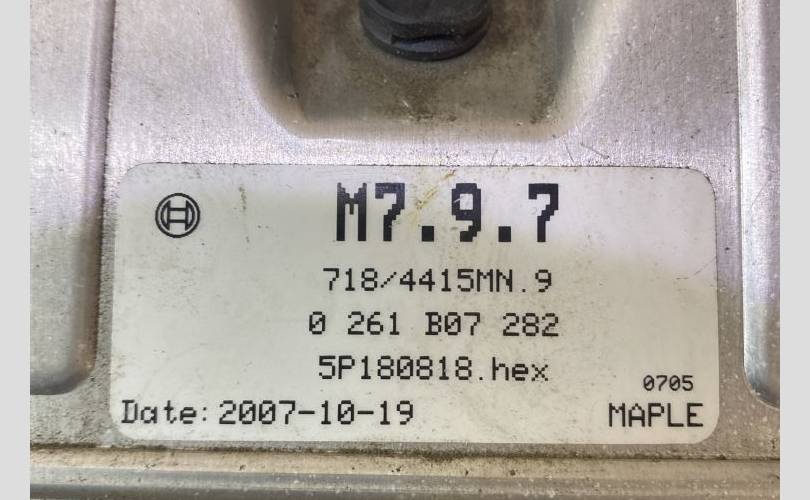 M7.9.7
718/4415MN.9
0 261 B07 282
5P180818.hex
0705
Date:2007-10-19 MAPLE